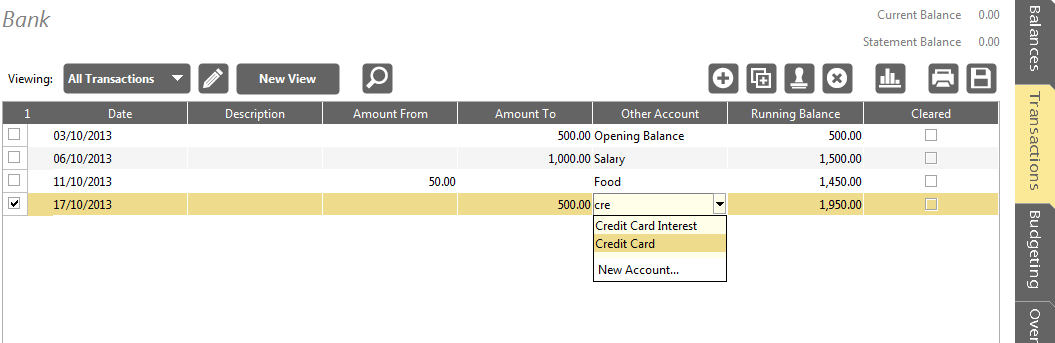 Bank
Current Balance 0.00
Statement Balance 0.00
Viewing: All Transactions New View
1 Date Description Amount From Amount To Other Account Running Balance Cleared
03/10/2013 500.00 Opening Balance 500.00
06/10/2013 1,000.00 Salary 1,500.00
11/10/2013 50.00 Food 1,450.00
17/10/2013 500.00 cre 1,950.00
Credit Card Interest
Credit Card
New Account...
Balances
Transactions
Budgeting
Over